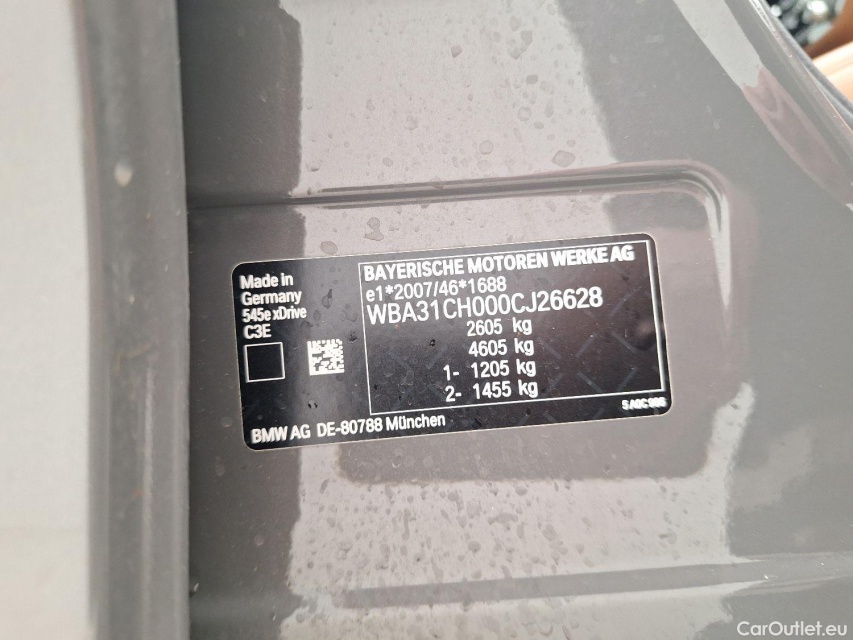 Made in
Germany
545e xDrive
C3E
BAYERISCHE MOTOREN WERKE AG
e1*2007/46*1688
WBA31CH000CJ26628
2605 kg
4605 kg
1- 1205 kg
2- 1455 kg
BMW AG DE-80788 München
CarOutlet.eu